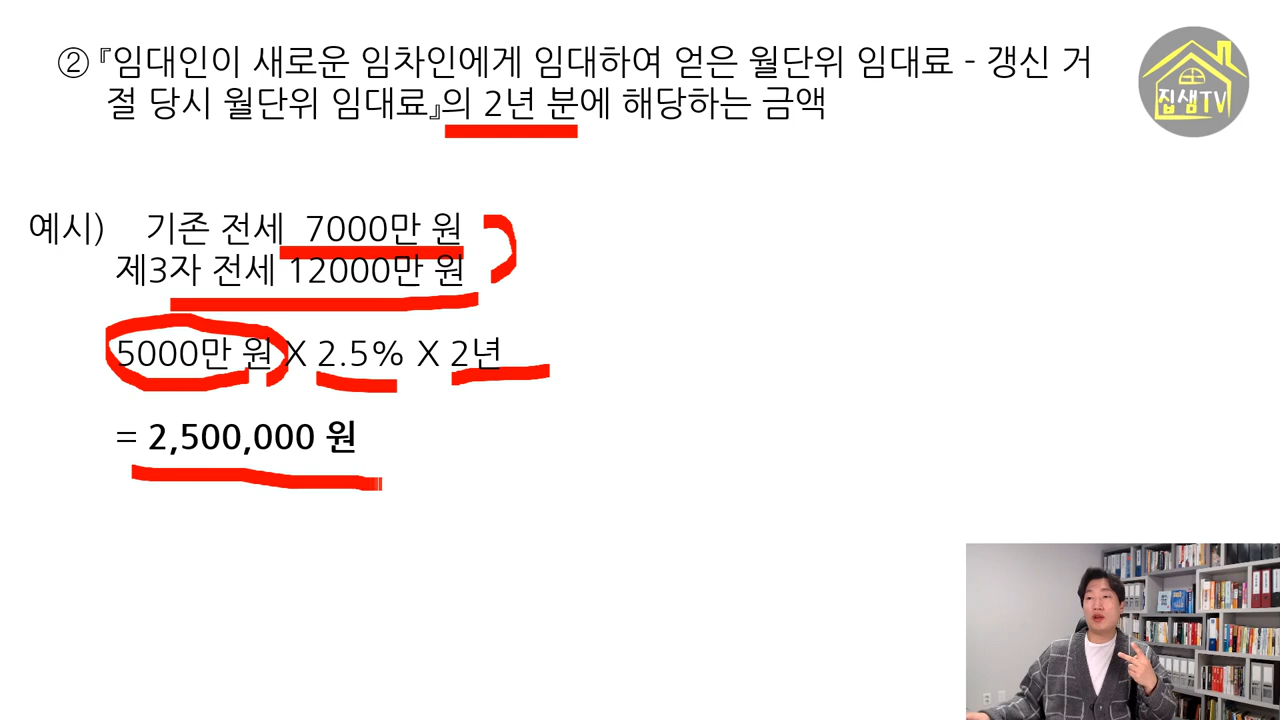 ② 『임대인이 새로운 임차인에게 임대하여 얻은 월단위 임대료 - 갱신 거
절 당시 월단위 임대료』의 2년 분에 해당하는 금액
집샘TV
예시) 기존 전세 7000만 원
제3자 전세 12000만 원
5000만 원 X 2.5% X 2년
= 2,500,000 원